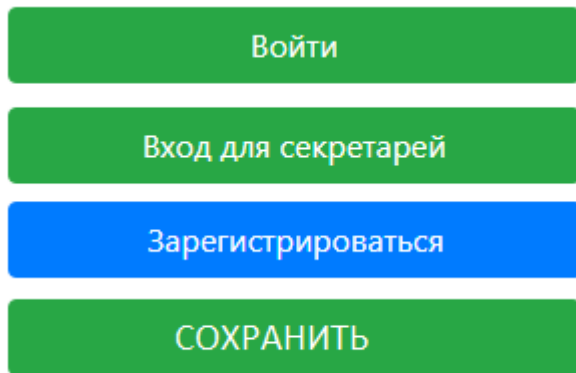 Войти
Вход для секретарей
Зарегистрироваться
СОХРАНИТЬ